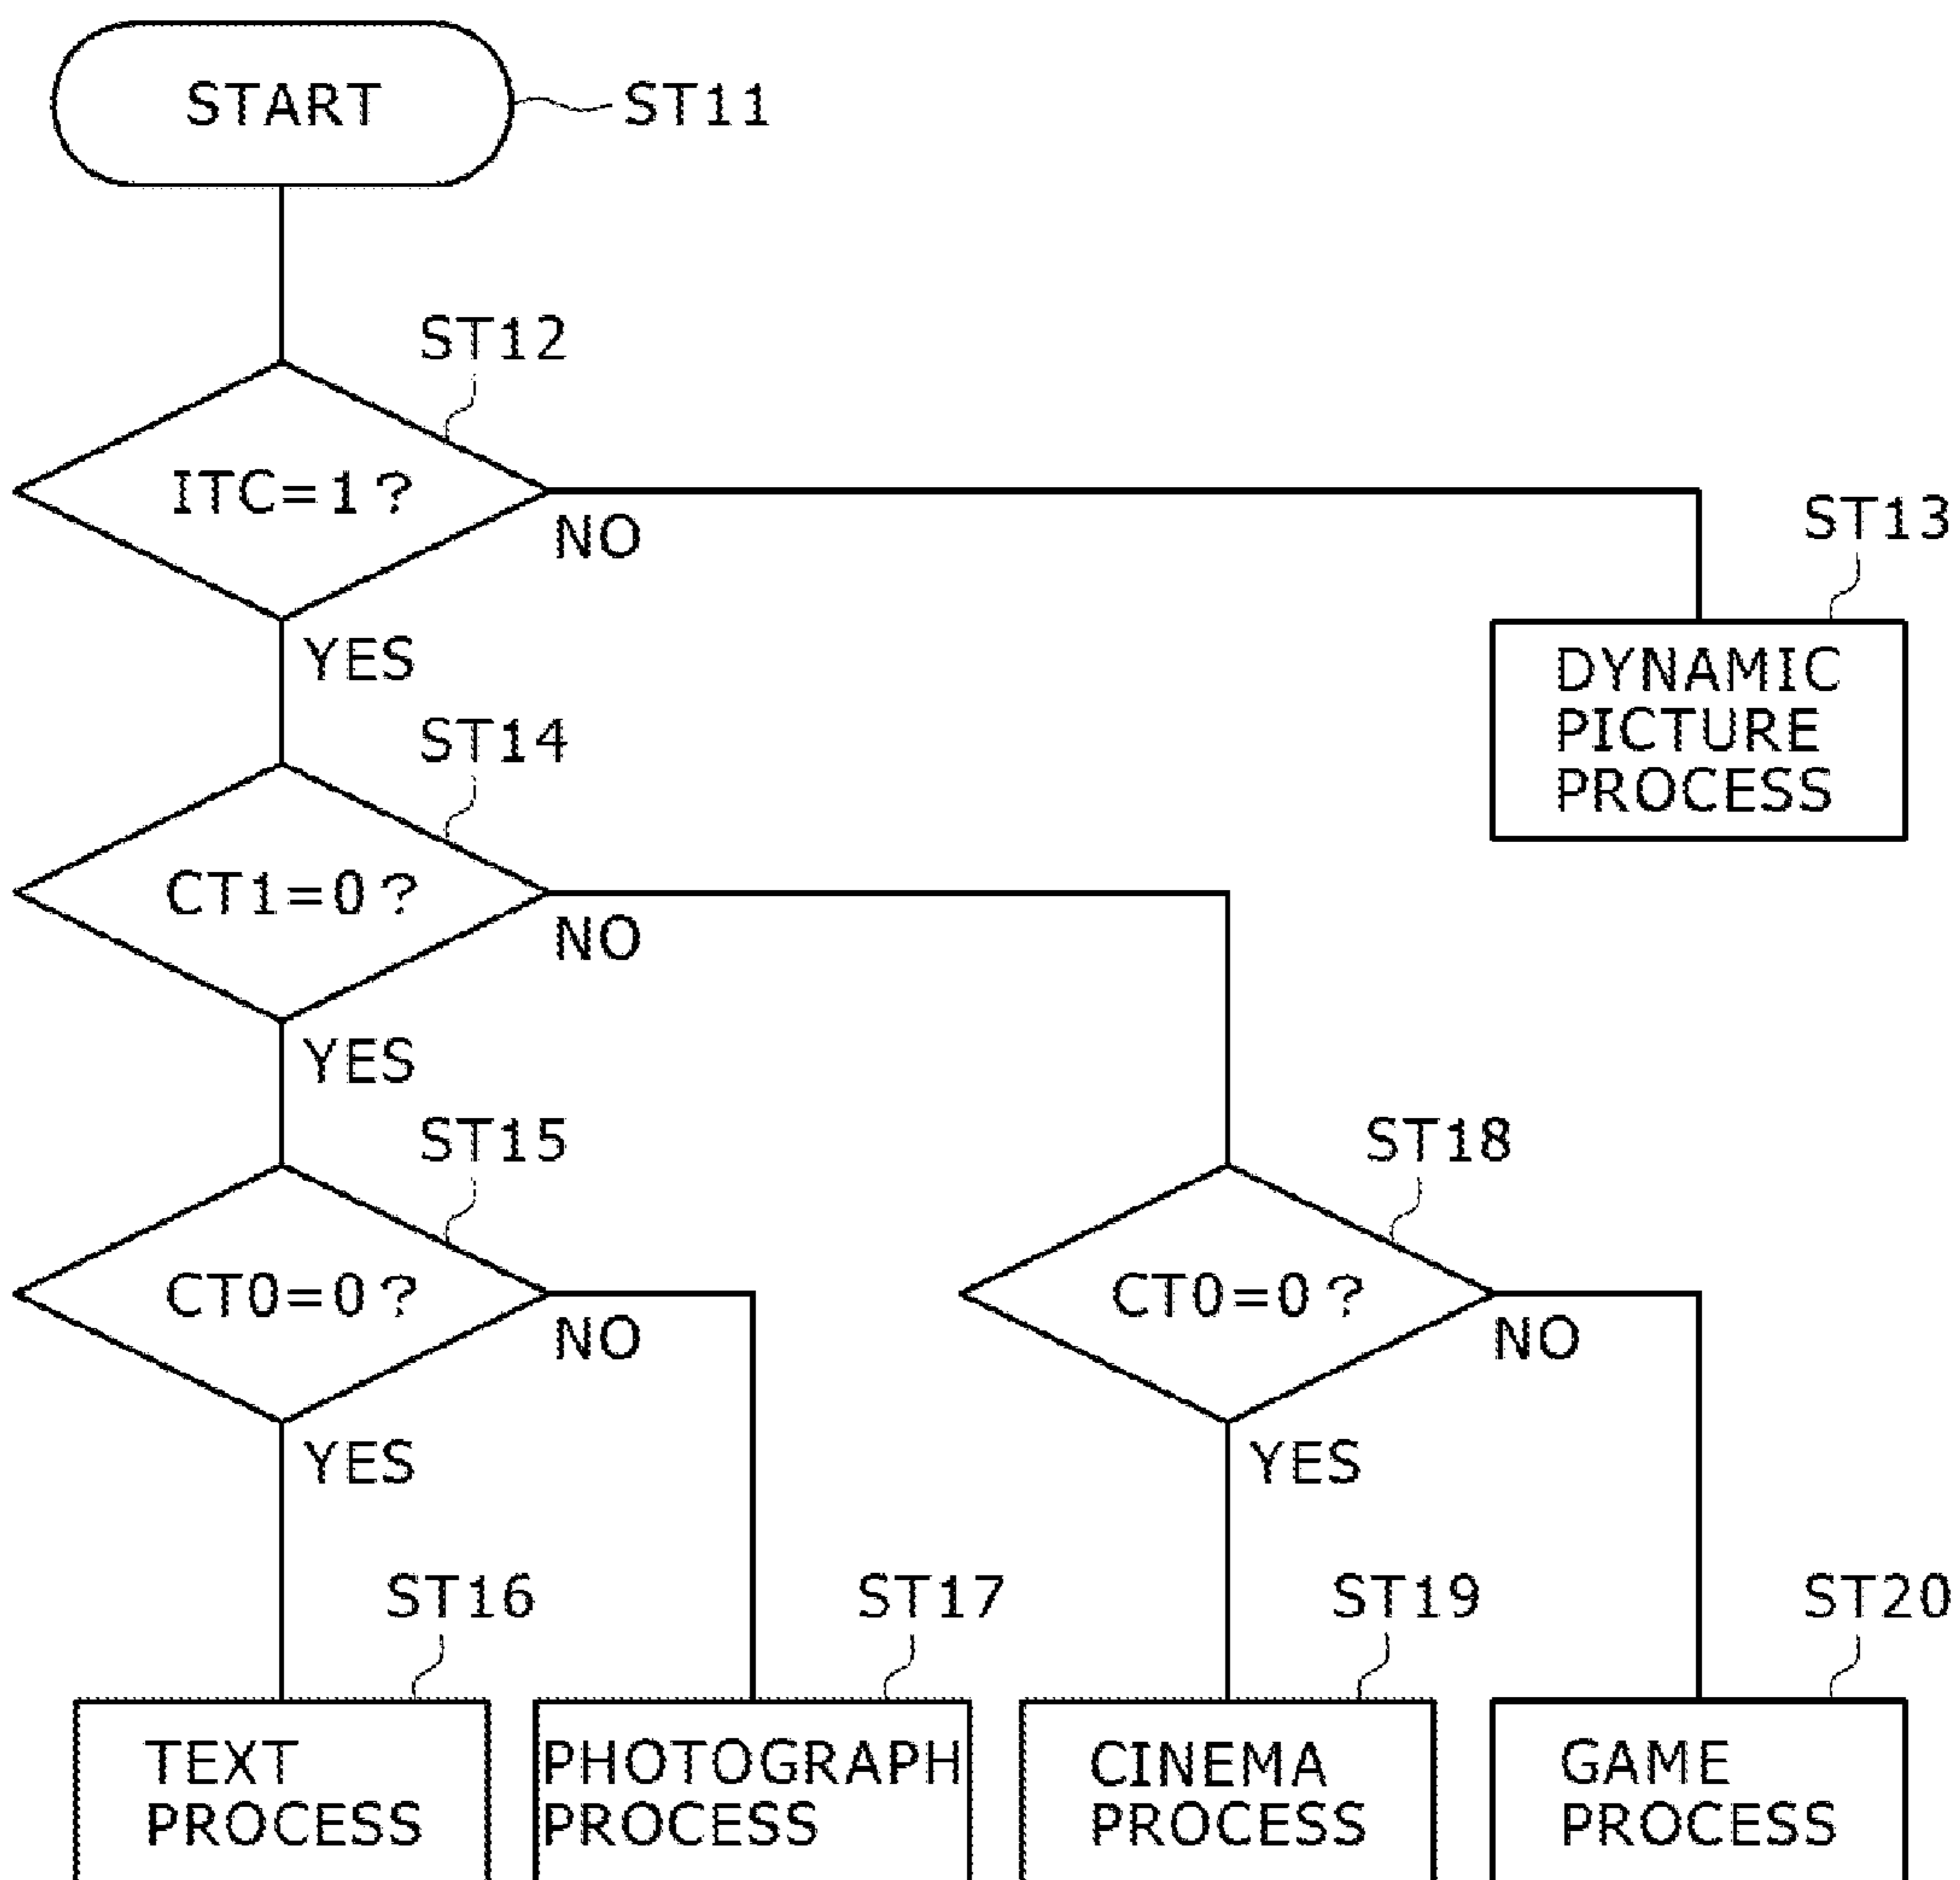 START
ST11
ST12
ITC=1?
NO
ST13
YES
DYNAMIC
PICTURE
PROCESS
ST14
CT1=0?
NO
YES
ST15
ST18
CT0=0?
NO
CT0=0?
NO
YES
YES
ST16
ST17
ST19
ST20
TEXT
PROCESS
PHOTOGRAPH
PROCESS
CINEMA
PROCESS
GAME
PROCESS